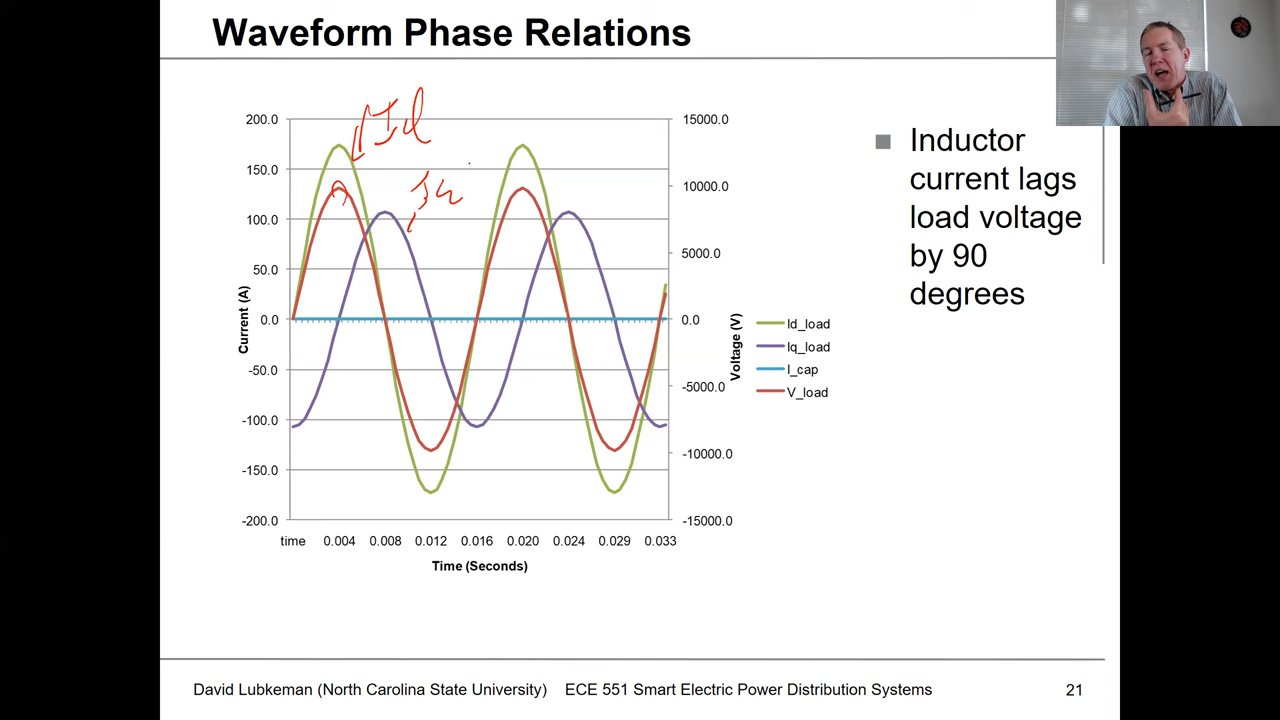 Waveform Phase Relations
Id
200.0
150.0
100.0
50.0
0.0
-50.0
-100.0
-150.0
-200.0
Current (A)
15000.0
10000.0
5000.0
0.0
-5000.0
-10000.0
-15000.0
Voltage (V)
time 0.004 0.008 0.012 0.016 0.020 0.024 0.029 0.033
Time (Seconds)
Id_load
Iq_load
I_cap
V_load
Inductor
current lags
load voltage
by 90
degrees
David Lubkeman (North Carolina State University) ECE 551 Smart Electric Power Distribution Systems 21